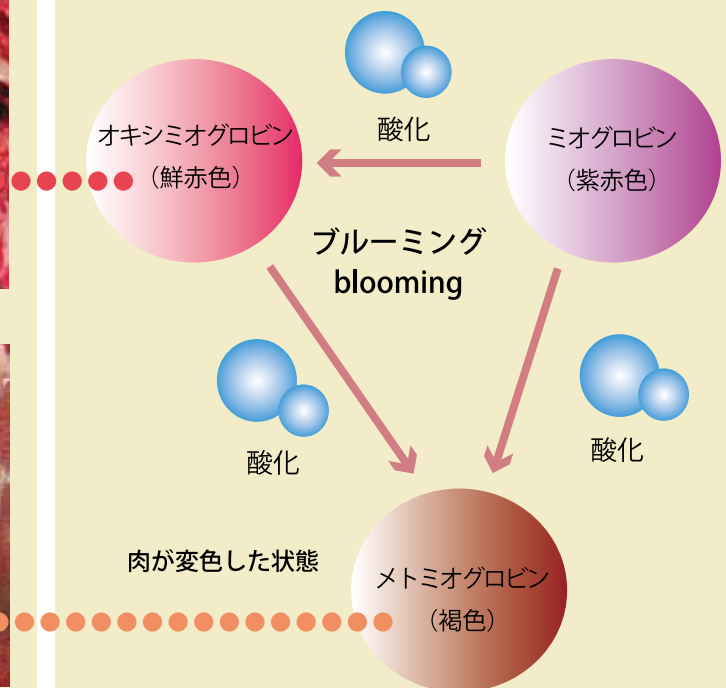 酸化
オキシミオグロビン
（鮮赤色）
ミオグロビン
（紫赤色）
ブルーミング
blooming
酸化
酸化
肉が変色した状態
メトミオグロビン
（褐色）